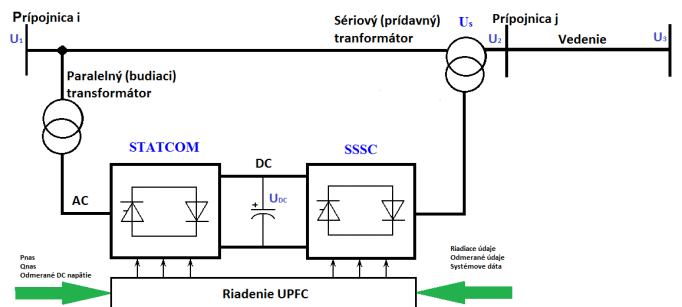 Prípojnica i
U1
Sériový (prídavný)
tranformátor
Us
Prípojnica j
U2
Vedenie
U3
Paralelný (budiaci)
transformátor
STATCOM
DC
SSSC
AC
+
UDC
Pnas
Qnas
Odmerané DC napätie
Riadenie UPFC
Riadiace údaje
Odmerané údaje
Systémove dáta